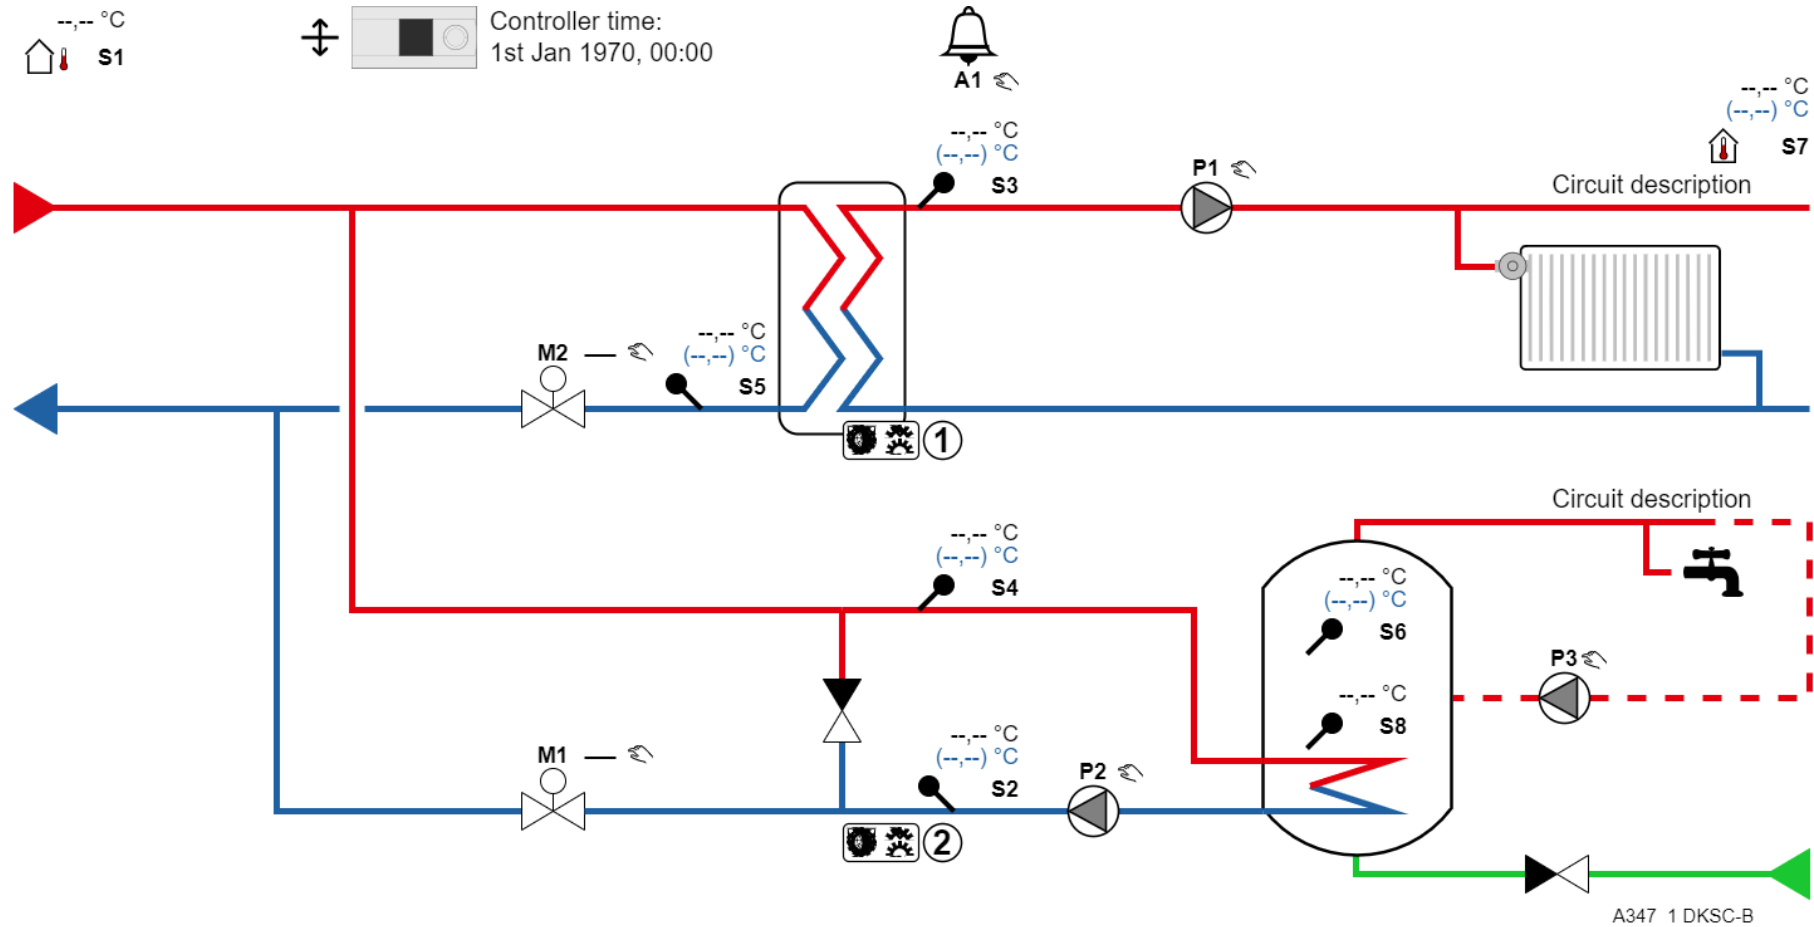 --,-- °C
S1
Controller time:
1st Jan 1970, 00:00
A1
--,-- °C
(--,--) °C
S7
--,-- °C
(--,--) °C
S3
P1
Circuit description
--,-- °C
(--,--) °C
S5
M2
1
Circuit description
--,-- °C
(--,--) °C
S4
--,-- °C
(--,--) °C
S6
P3
--,-- °C
S8
M1
--,-- °C
(--,--) °C
S2
P2
2
A347 1 DKSC-B